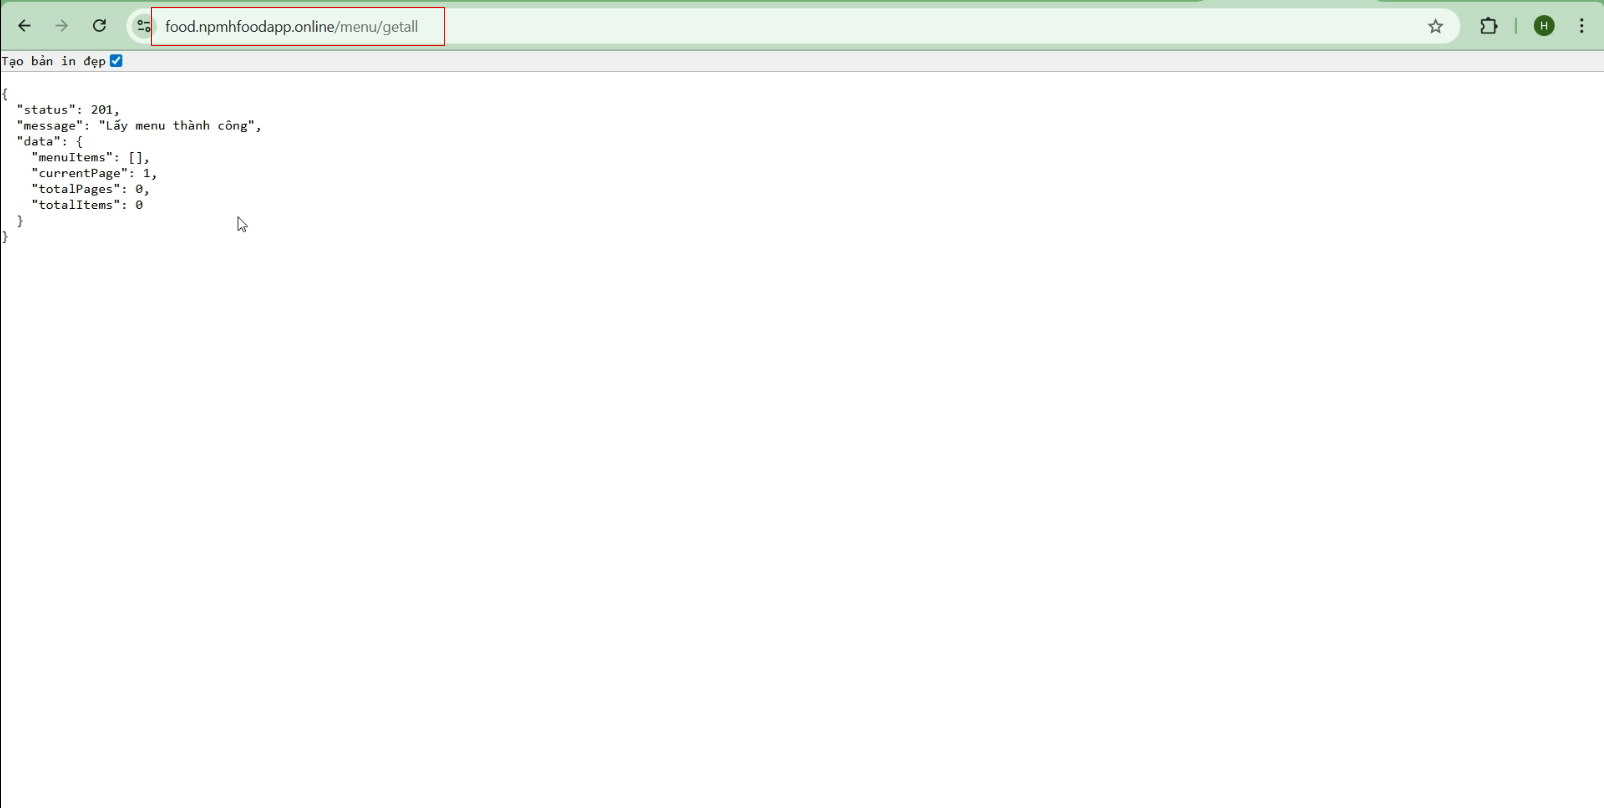 food.npmhfoodapp.online/menu/getall
H
Tạo bản in đẹp
{
"status": 201,
"message": "Lấy menu thành công",
"data": {
"menuItems": [],
"currentPage": 1,
"totalPages": 0,
"totalItems": 0
}
}